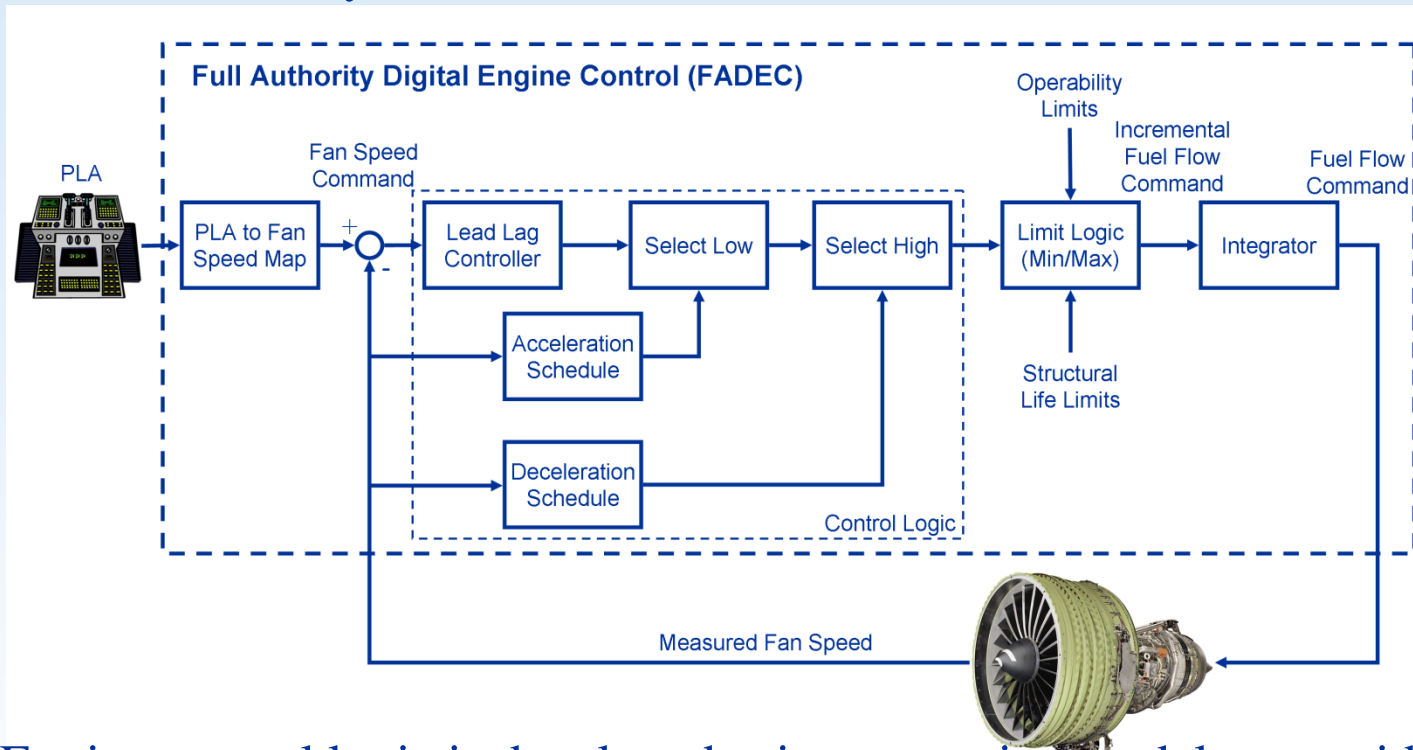 Full Authority Digital Engine Control (FADEC)
PLA
PLA to Fan
Speed Map
Fan Speed
Command
+
-
Lead Lag
Controller
Select Low
Select High
Acceleration
Schedule
Deceleration
Schedule
Control Logic
Operability
Limits
Limit Logic
(Min/Max)
Structural
Life Limits
Incremental
Fuel Flow
Command
Integrator
Fuel Flow
Command
Measured Fan Speed